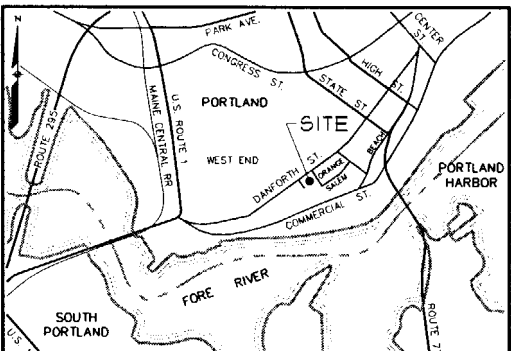 N
PARK AVE.
CENTER ST.
CONGRESS ST.
HIGH ST.
STATE ST.
ROUTE 295
MAINE CENTRAL RR
U.S. ROUTE 1
PORTLAND
SITE
WEST END
DANFORTH ST.
ORANGE
SALEM
BEACH
PORTLAND
HARBOR
COMMERCIAL ST.
FORE RIVER
SOUTH
PORTLAND
U.S.
ROUTE 7